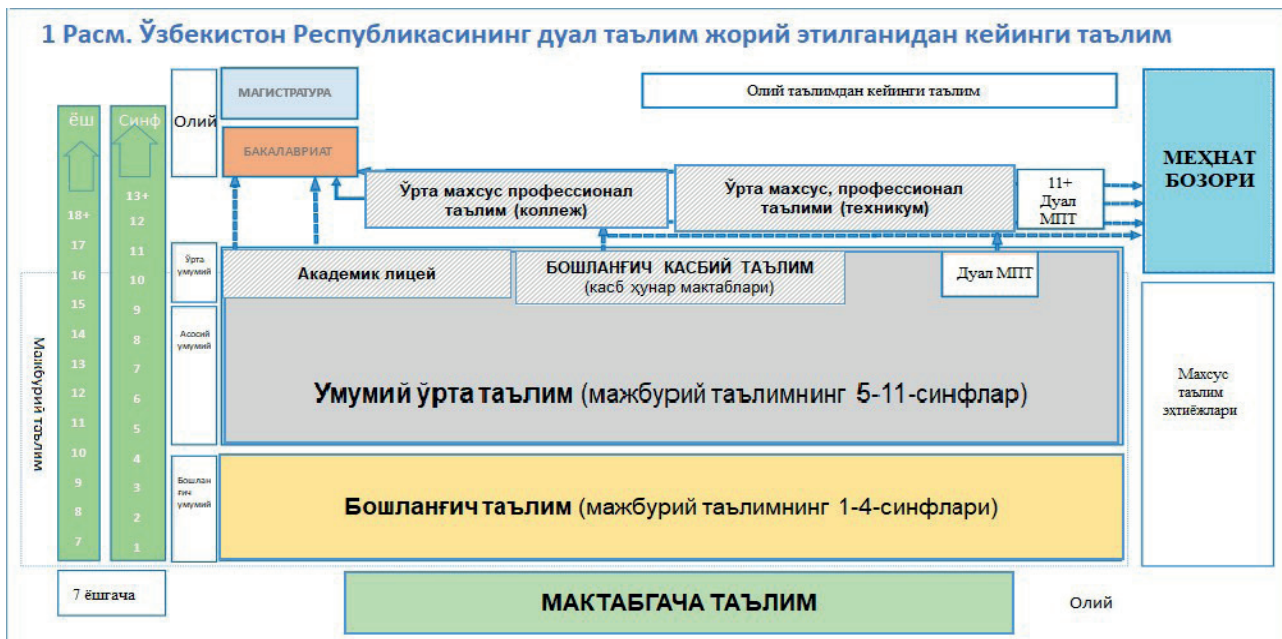 1 Расм. Ўзбекистон Республикасининг дуал таълим жорий этилганидан кейинги таълим
ёш
Синф
Олий
МАГИСТРАТУРА
БАКАЛАВРИАТ
Олий таълимдан кейинги таълим
МЕҲНАТ
БОЗОРИ
Ўрта махсус профессионал
таълим (коллеж)
Ўрта махсус, профессионал
таълими (техникум)
11+
Дуал
МПТ
18+
17
16
15
14
13
12
11
10
9
8
7
13+
12
11
10
9
8
7
6
5
4
3
2
1
Ўрта
умумий
Академик лицей
БОШЛАНҒИЧ КАСБИЙ ТАЪЛИМ
(касб ҳунар мактаблари)
Дуал МПТ
Асосий
умумий
Мажбурий таълим
Умумий ўрта таълим (мажбурий таълимнинг 5-11-синфлар)
Махсус
таълим
эҳтиёжлари
Бошлан
ғич
умумий
Бошланғич таълим (мажбурий таълимнинг 1-4-синфлари)
7 ёшгача
МАКТАБГАЧА ТАЪЛИМ
Олий